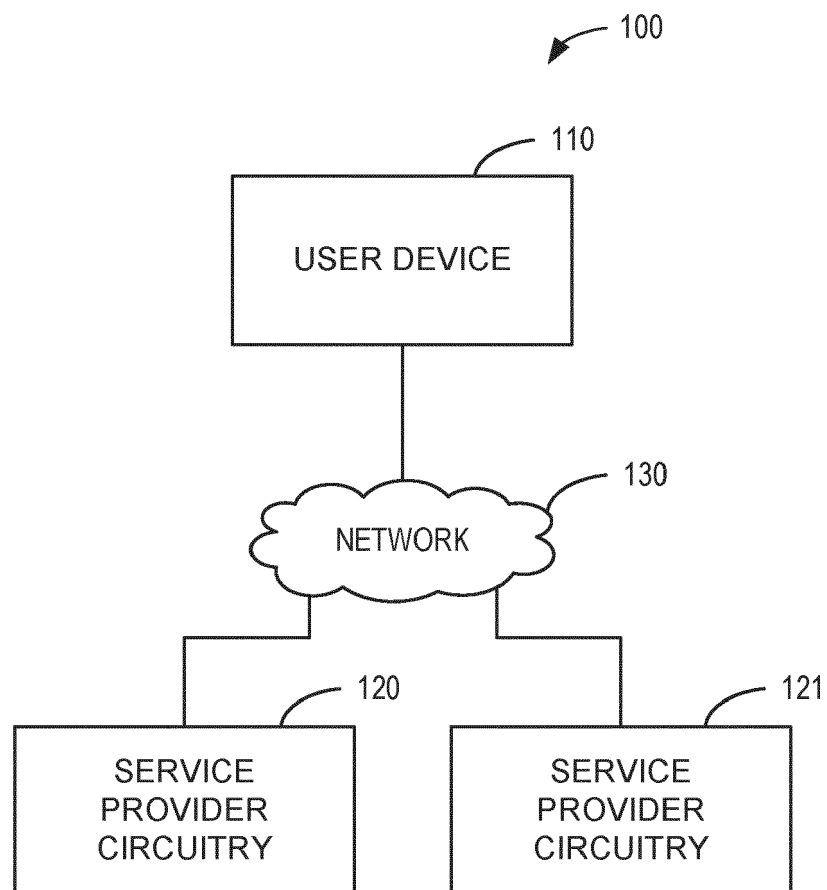 100
110
USER DEVICE
130
NETWORK
120
121
SERVICE
PROVIDER
CIRCUITRY
SERVICE
PROVIDER
CIRCUITRY